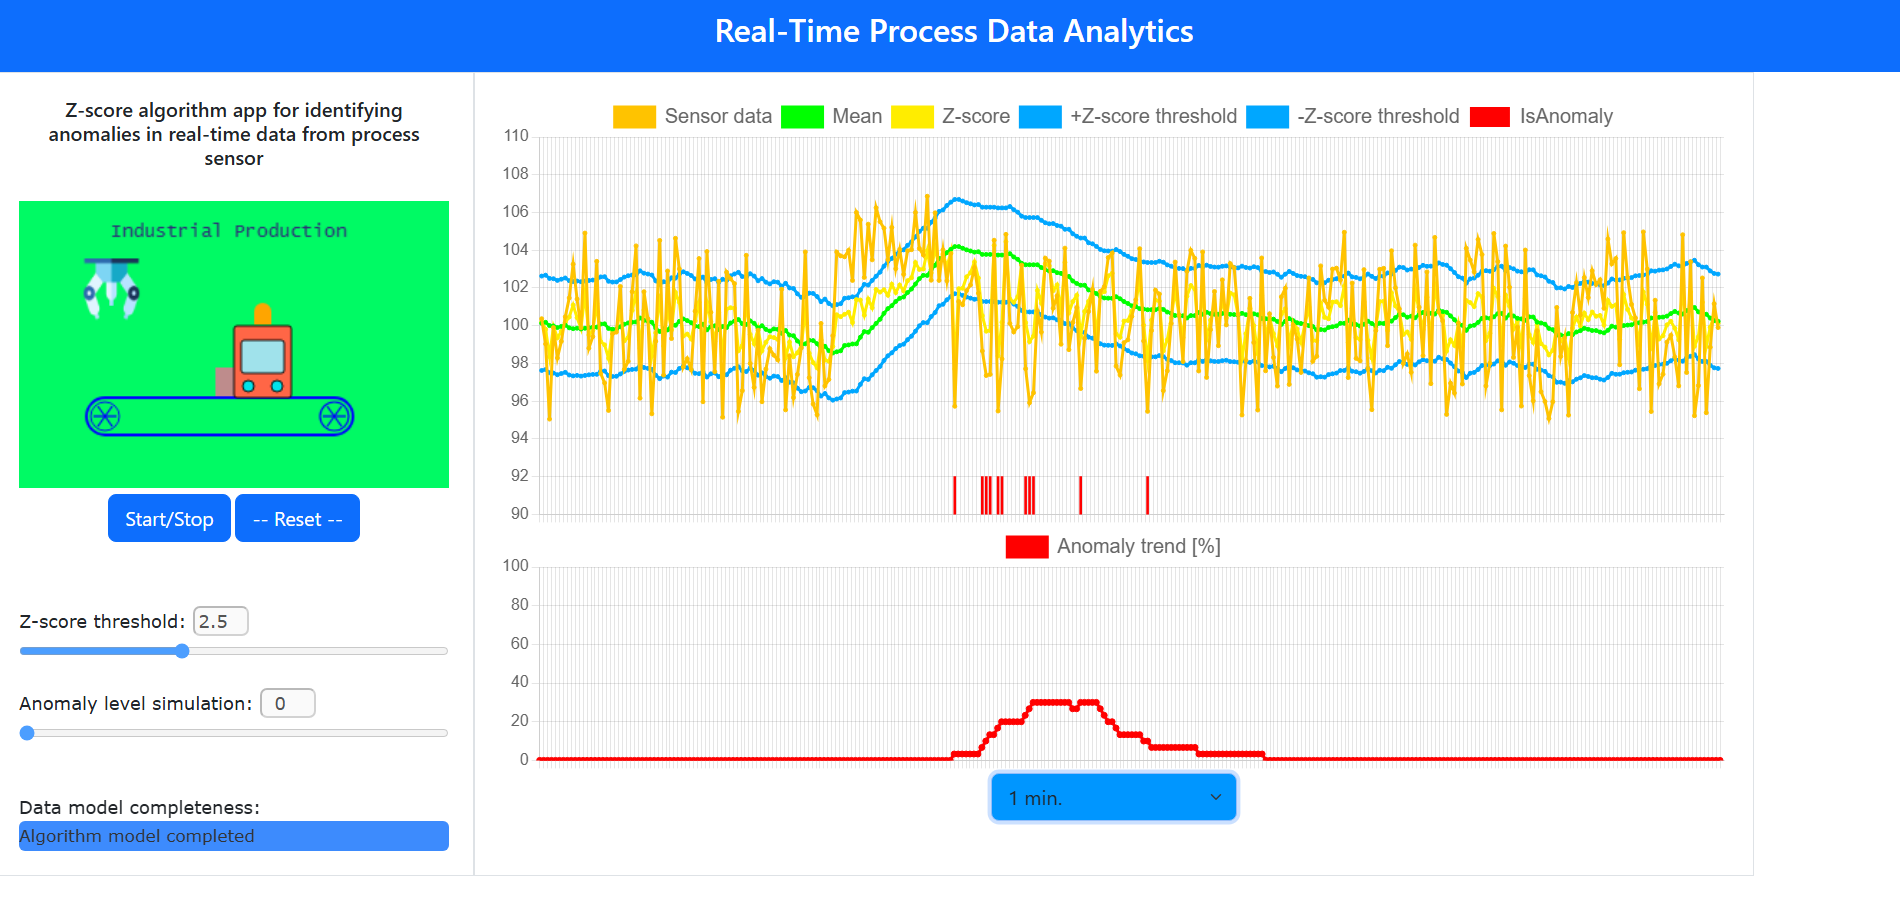 Real-Time Process Data Analytics
Z-score algorithm app for identifying
anomalies in real-time data from process
sensor
Industrial Production
Start/Stop
-- Reset --
Z-score threshold: 2.5
Anomaly level simulation: 0
Data model completeness:
Algorithm model completed
Sensor data Mean Z-score +Z-score threshold -Z-score threshold IsAnomaly
110
108
106
104
102
100
98
96
94
92
90
Anomaly trend [%]
100
80
60
40
20
0
1 min.